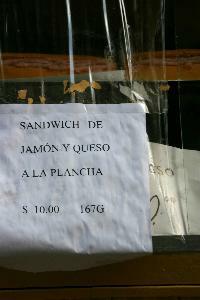 SANDWICH DE
JAMÓN Y QUESO
A LA PLANCHA
$ 10.00 167G